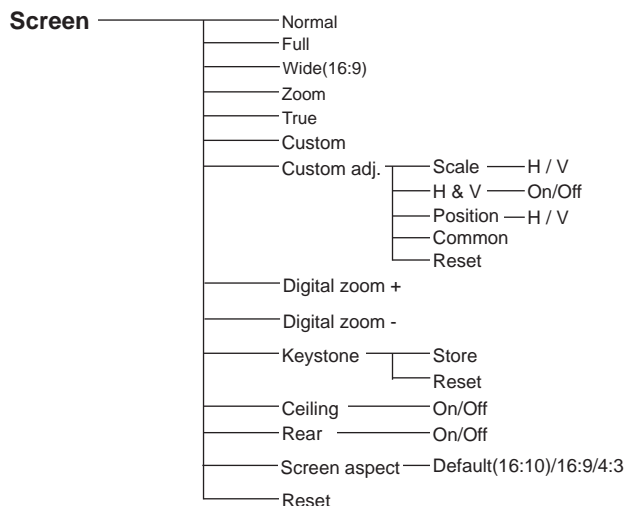 Screen
Normal
Full
Wide(16:9)
Zoom
True
Custom
Custom adj. Scale H / V
H & V On/Off
Position H / V
Common
Reset
Digital zoom +
Digital zoom -
Keystone Store
Reset
Ceiling On/Off
Rear On/Off
Screen aspect Default(16:10)/16:9/4:3
Reset